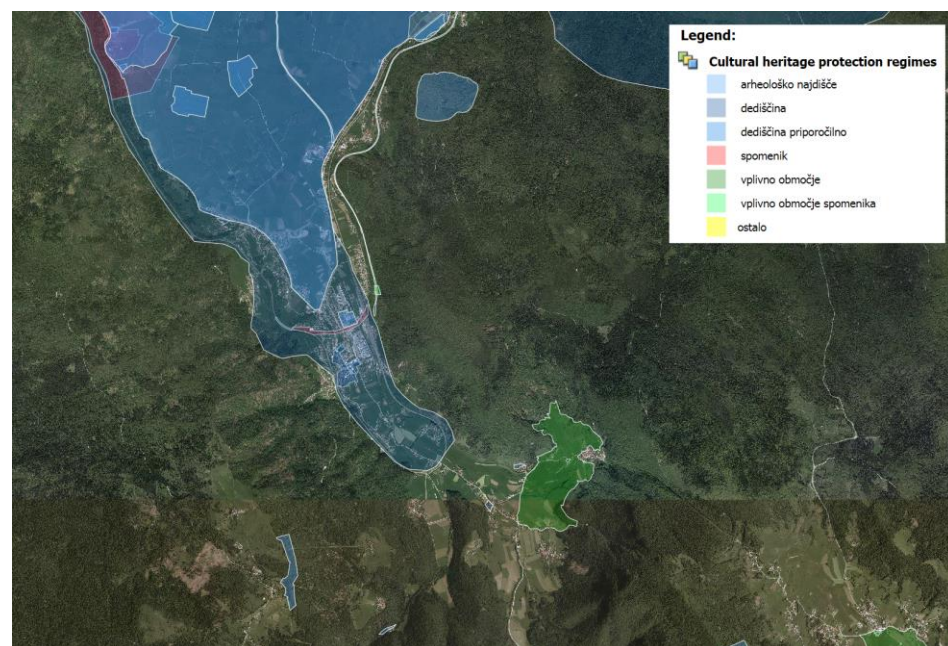 Legend:
Cultural heritage protection regimes
arheološko najdišče
dediščina
dediščina priporočilno
spomenik
vplivno območje
vplivno območje spomenika
ostalo